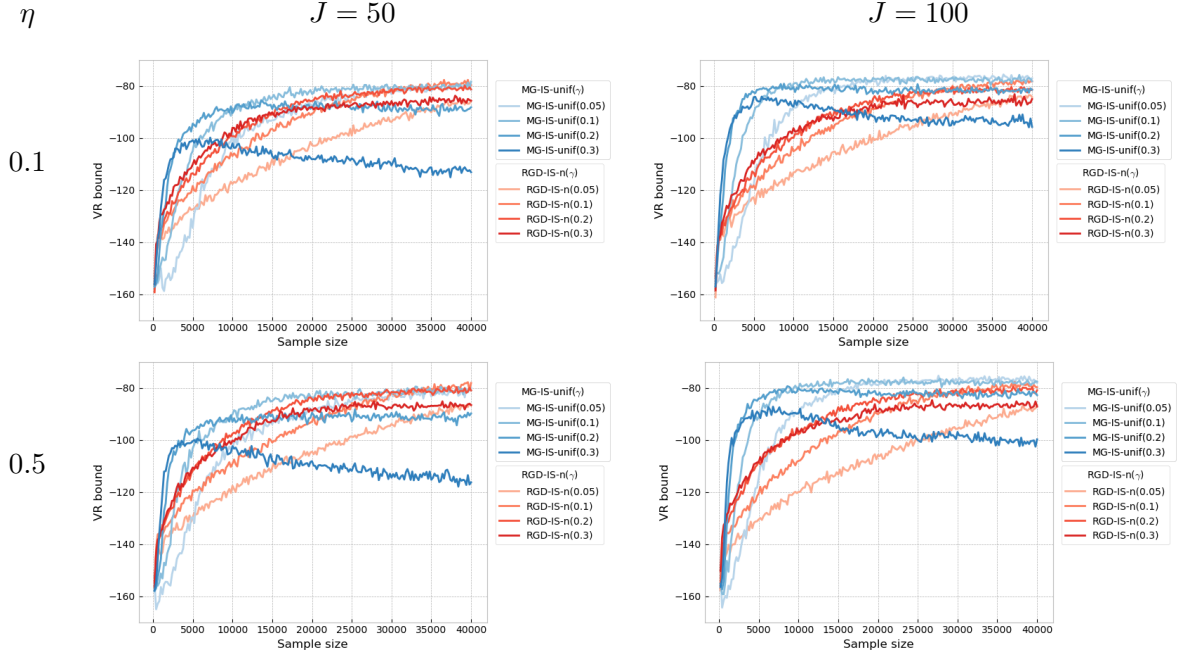 η J = 50 J = 100
0.1
VR bound
−80
−100
−120
−140
−160
0 5000 10000 15000 20000 25000 30000 35000 40000
Sample size
MG-IS-unif(γ)
MG-IS-unif(0.05)
MG-IS-unif(0.1)
MG-IS-unif(0.2)
MG-IS-unif(0.3)
RGD-IS-n(γ)
RGD-IS-n(0.05)
RGD-IS-n(0.1)
RGD-IS-n(0.2)
RGD-IS-n(0.3)
VR bound
−80
−100
−120
−140
−160
0 5000 10000 15000 20000 25000 30000 35000 40000
Sample size
MG-IS-unif(γ)
MG-IS-unif(0.05)
MG-IS-unif(0.1)
MG-IS-unif(0.2)
MG-IS-unif(0.3)
RGD-IS-n(γ)
RGD-IS-n(0.05)
RGD-IS-n(0.1)
RGD-IS-n(0.2)
RGD-IS-n(0.3)
0.5
VR bound
−80
−100
−120
−140
−160
0 5000 10000 15000 20000 25000 30000 35000 40000
Sample size
MG-IS-unif(γ)
MG-IS-unif(0.05)
MG-IS-unif(0.1)
MG-IS-unif(0.2)
MG-IS-unif(0.3)
RGD-IS-n(γ)
RGD-IS-n(0.05)
RGD-IS-n(0.1)
RGD-IS-n(0.2)
RGD-IS-n(0.3)
VR bound
−80
−100
−120
−140
−160
0 5000 10000 15000 20000 25000 30000 35000 40000
Sample size
MG-IS-unif(γ)
MG-IS-unif(0.05)
MG-IS-unif(0.1)
MG-IS-unif(0.2)
MG-IS-unif(0.3)
RGD-IS-n(γ)
RGD-IS-n(0.05)
RGD-IS-n(0.1)
RGD-IS-n(0.2)
RGD-IS-n(0.3)